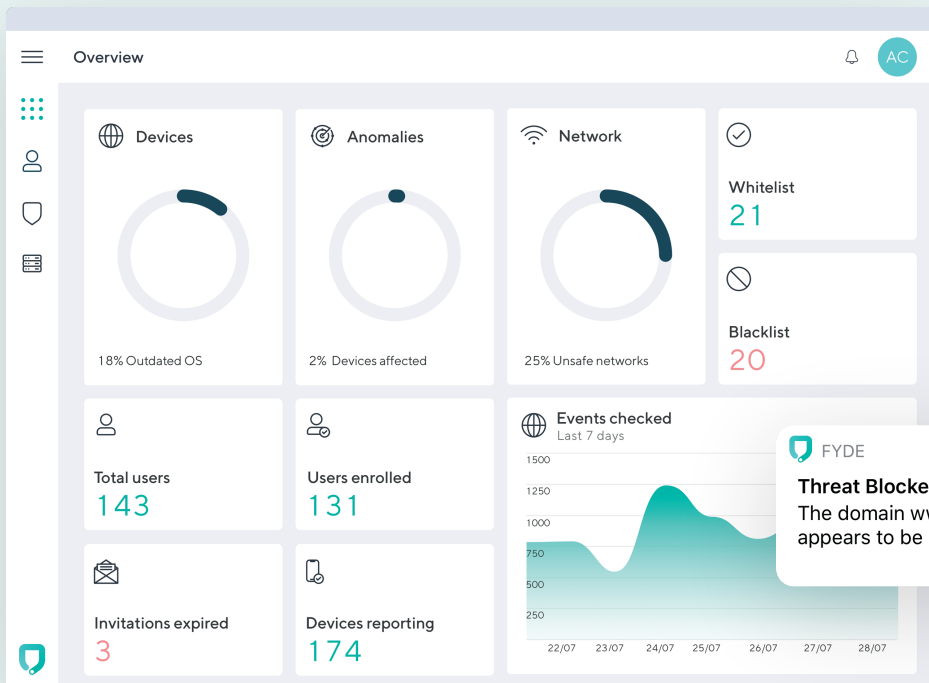 Overview
AC
Devices
18% Outdated OS
Anomalies
2% Devices affected
Network
25% Unsafe networks
Whitelist
21
Blacklist
20
Total users
143
Users enrolled
131
Invitations expired
3
Devices reporting
174
Events checked
Last 7 days
1500
1250
1000
750
500
250
22/07 23/07 24/07 25/07 26/07 27/07 28/07
FYDE
Threat Blocke
The domain w
appears to be